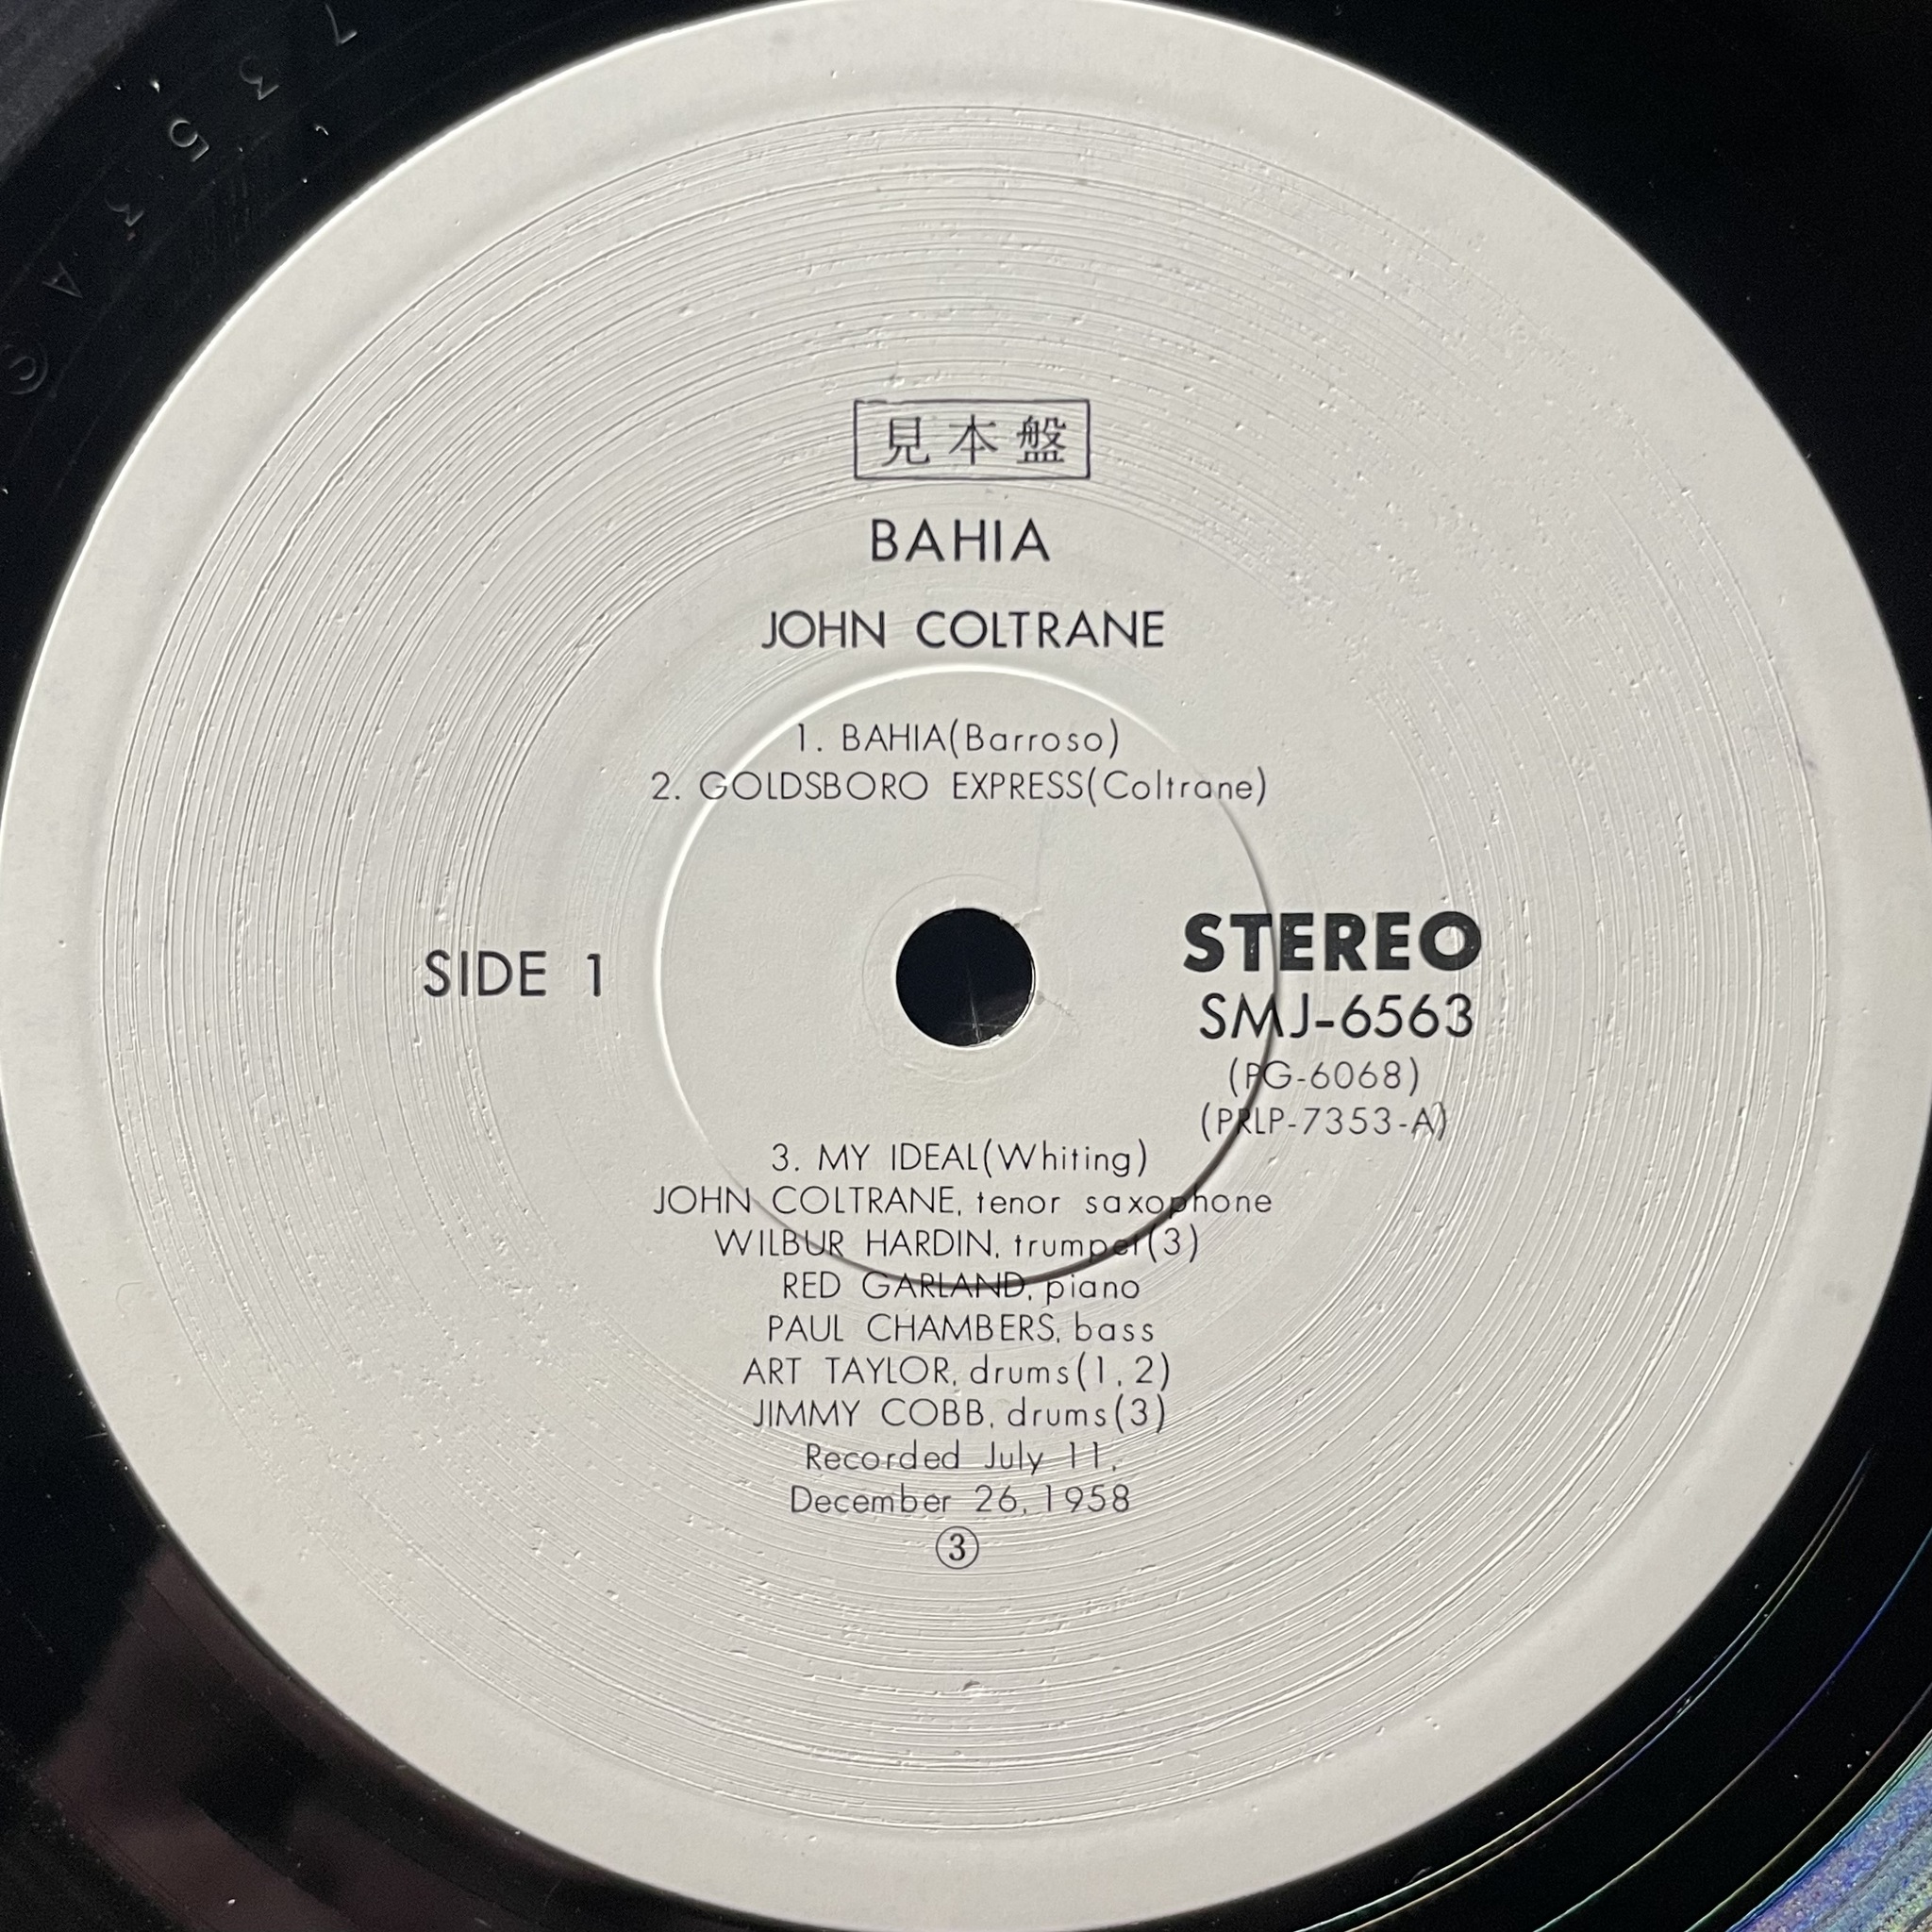 見本盤
BAHIA
JOHN COLTRANE
1. BAHIA(Barroso)
2. GOLDSBORO EXPRESS(Coltrane)
SIDE 1
STEREO
SMJ-6563
(PG-6068)
(PRLP-7353-A)
3. MY IDEAL(Whiting)
JOHN COLTRANE, tenor saxophone
WILBUR HARDIN, trumpet(3)
RED GARLAND, piano
PAUL CHAMBERS, bass
ART TAYLOR, drums(1, 2)
JIMMY COBB, drums(3)
Recorded July 11,
December 26, 1958
③